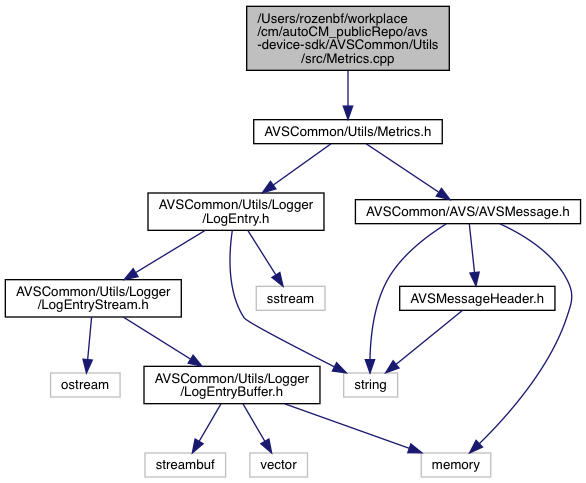 /Users/rozenbf/workplace
/cm/autoCM_publicRepo/avs
-device-sdk/AVSCommon/Utils
/src/Metrics.cpp
AVSCommon/Utils/Metrics.h
AVSCommon/Utils/Logger
/LogEntry.h
AVSCommon/AVS/AVSMessage.h
AVSCommon/Utils/Logger
/LogEntryStream.h
sstream
AVSMessageHeader.h
ostream
AVSCommon/Utils/Logger
/LogEntryBuffer.h
string
streambuf
vector
memory